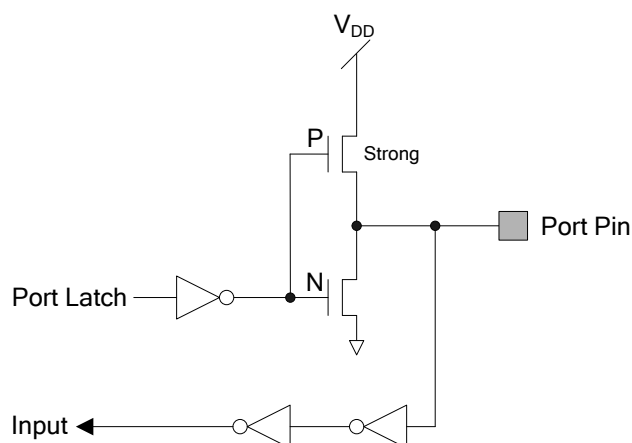 VDD
P
Strong
Port Pin
N
Port Latch
Input